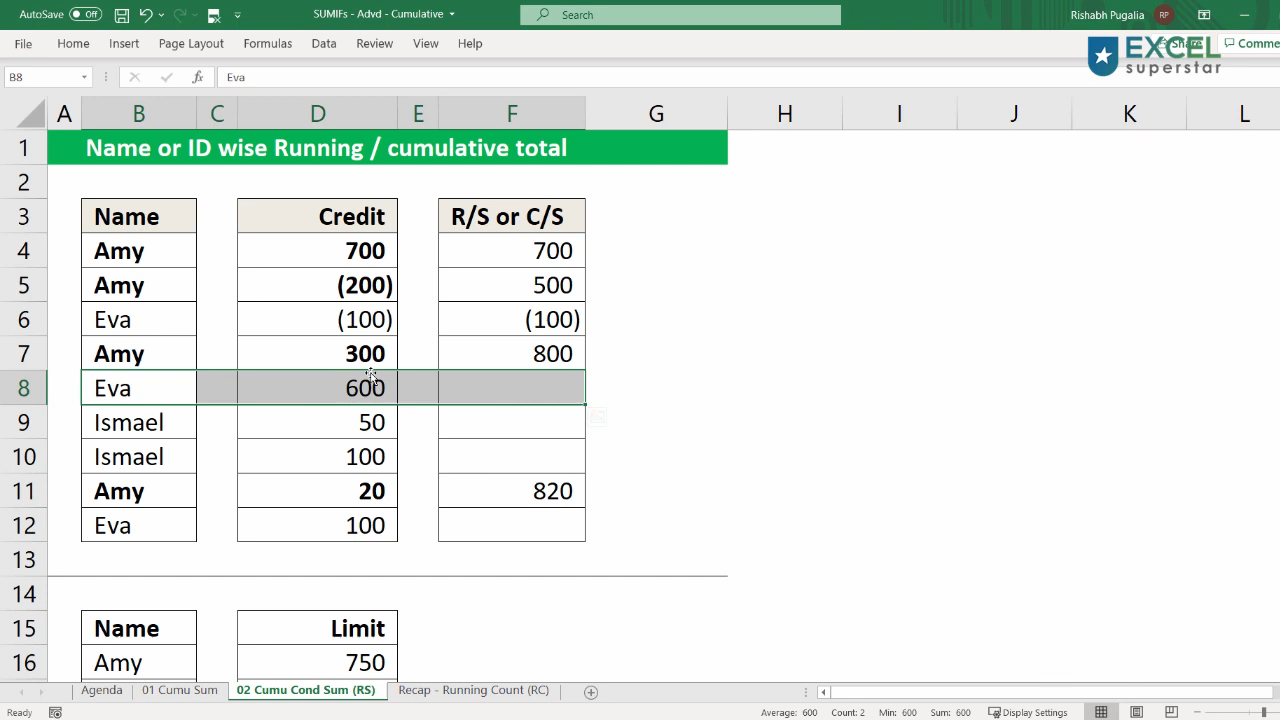 AutoSave Off SUMIFs - Advd - Cumulative Search Rishabh Pugalia RP
File Home Insert Page Layout Formulas Data Review View Help Share Comme
EXCEL
superstar
B8 fx Eva
A B C D E F G H I J K L
1 Name or ID wise Running / cumulative total
2
3 Name Credit R/S or C/S
4 Amy 700 700
5 Amy (200) 500
6 Eva (100) (100)
7 Amy 300 800
8 Eva 600
9 Ismael 50
10 Ismael 100
11 Amy 20 820
12 Eva 100
13
14
15 Name Limit
16 Amy 750
Agenda 01 Cumu Sum 02 Cumu Cond Sum (RS) Recap - Running Count (RC)
Ready Average: 600 Count: 2 Min: 600 Sum: 600 Display Settings